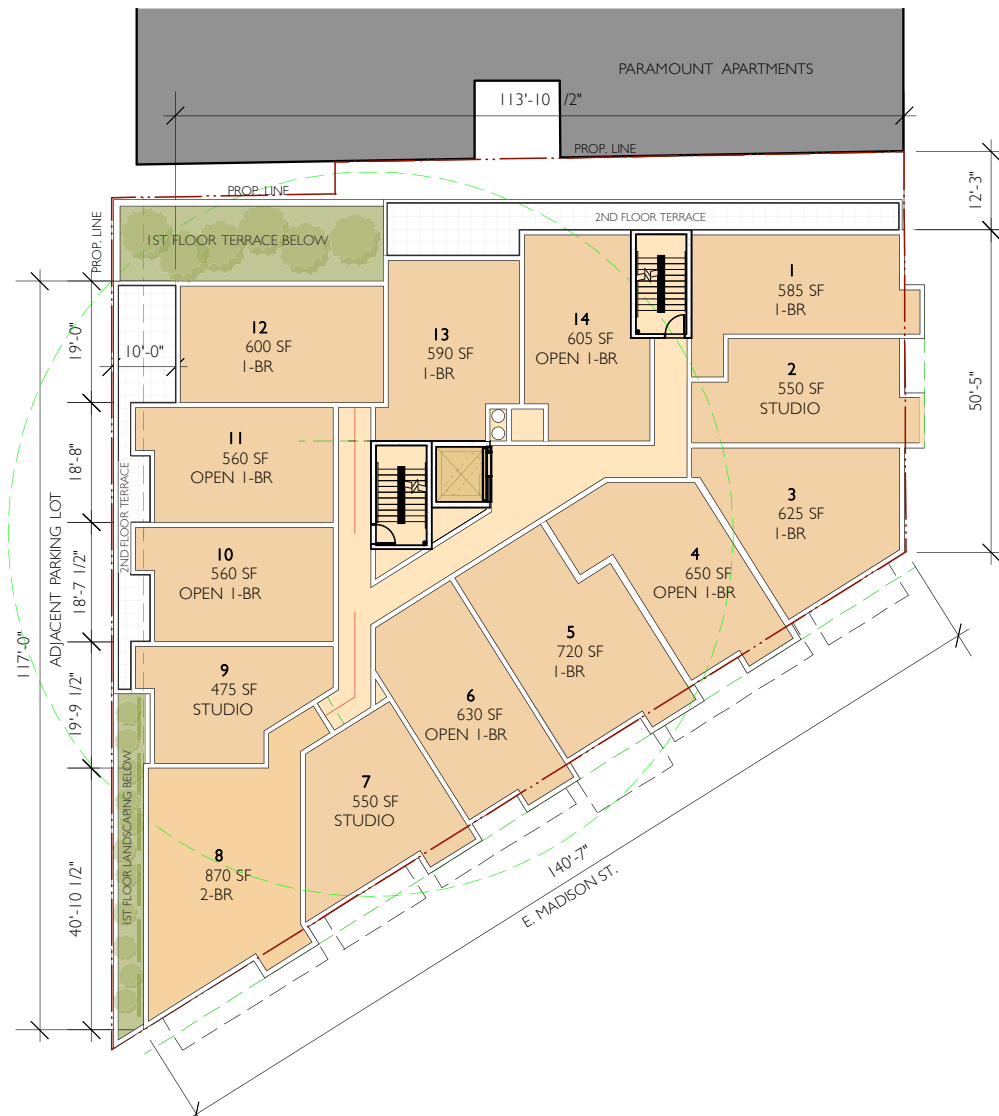 PARAMOUNT APARTMENTS
113'-10 /2"
PROP. LINE
PROP. LINE
PROP. LINE
12'-3"
2ND FLOOR TERRACE
1ST FLOOR TERRACE BELOW
1
585 SF
1-BR
2
550 SF
STUDIO
3
625 SF
1-BR
4
650 SF
OPEN 1-BR
5
720 SF
1-BR
6
630 SF
OPEN 1-BR
7
550 SF
STUDIO
8
870 SF
2-BR
9
475 SF
STUDIO
10
560 SF
OPEN 1-BR
11
560 SF
OPEN 1-BR
12
600 SF
1-BR
13
590 SF
1-BR
14
605 SF
OPEN 1-BR
50'-5"
10'-0"
19'-0"
18'-8"
18'-7 1/2"
19'-9 1/2"
40'-10 1/2"
117'-0"
ADJACENT PARKING LOT
2ND FLOOR TERRACE
1ST FLOOR LANDSCAPING BELOW
140'-7"
E. MADISON ST.